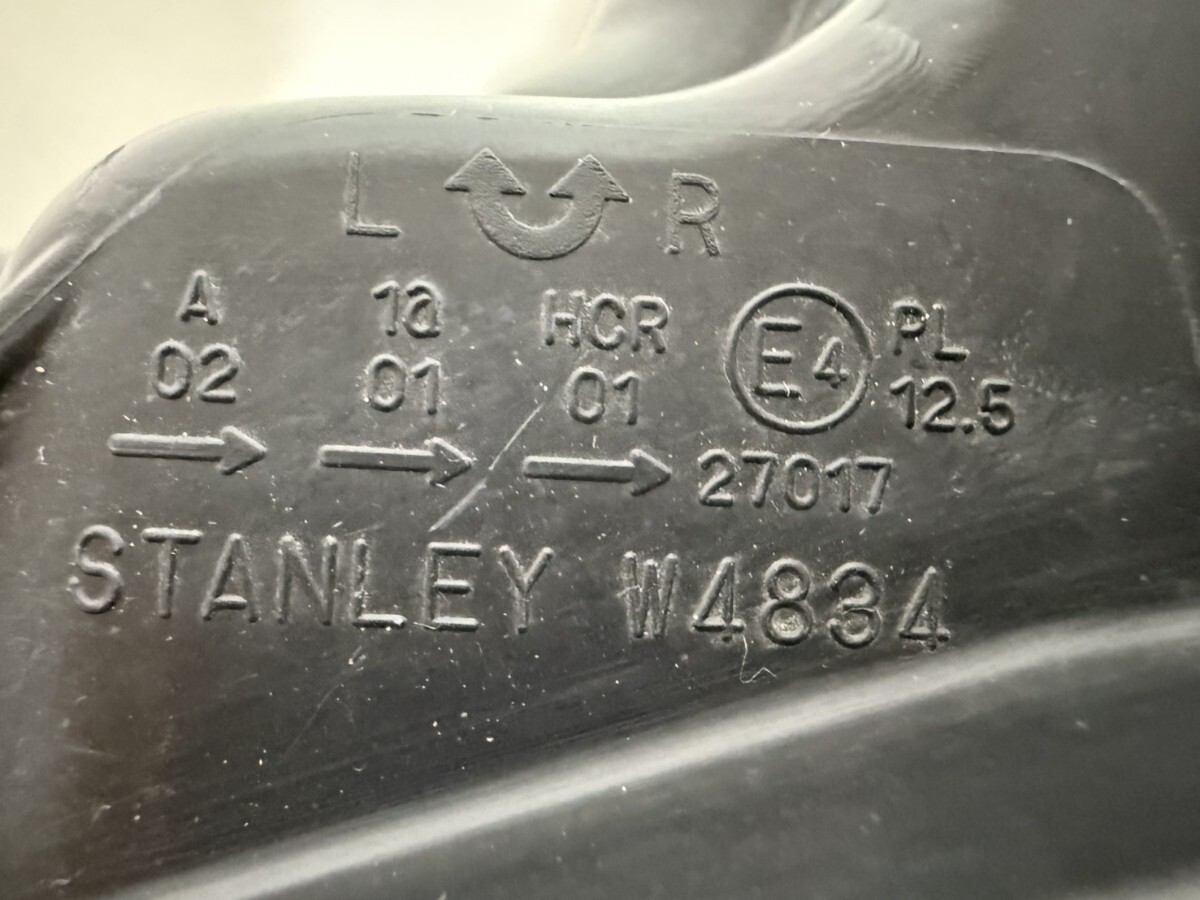 L R
A 1a HCR E4 PL
02 01 01 12.5
27017
STANLEY W4834